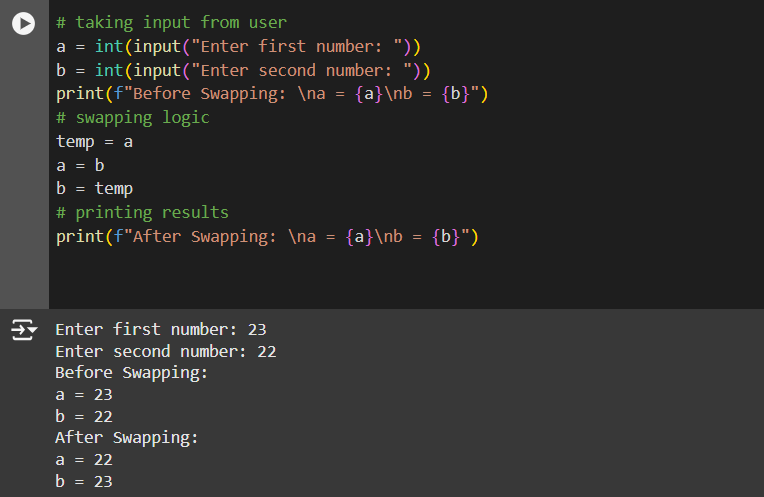 # taking input from user
a = int(input("Enter first number: "))
b = int(input("Enter second number: "))
print(f"Before Swapping: \na = {a}\nb = {b}")
# swapping logic
temp = a
a = b
b = temp
# printing results
print(f"After Swapping: \na = {a}\nb = {b}")
Enter first number: 23
Enter second number: 22
Before Swapping:
a = 23
b = 22
After Swapping:
a = 22
b = 23